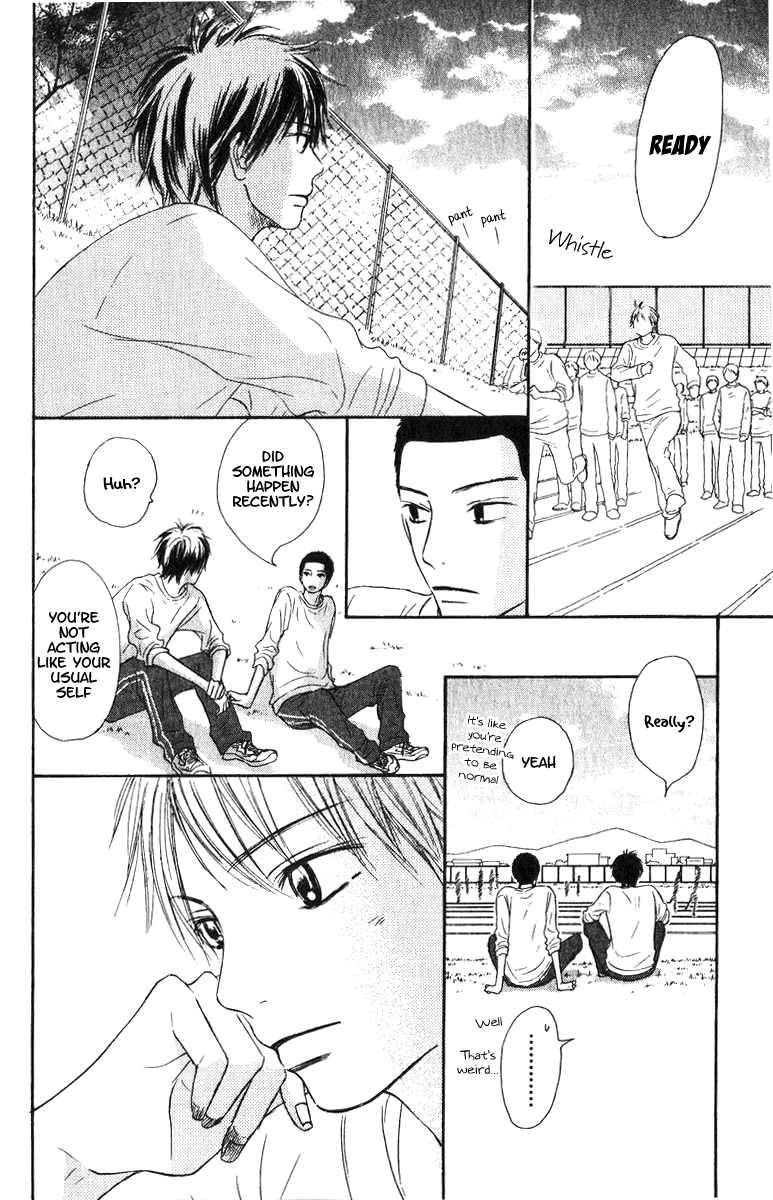 READY
Whistle
pant
pant
DID
SOMETHING
HAPPEN
RECENTLY?
Huh?
YOU'RE
NOT
ACTING
LIKE YOUR
USUAL
SELF
Really?
YEAH
It's like
you're
pretending
to be
normal
..........
Well
That's
weird...